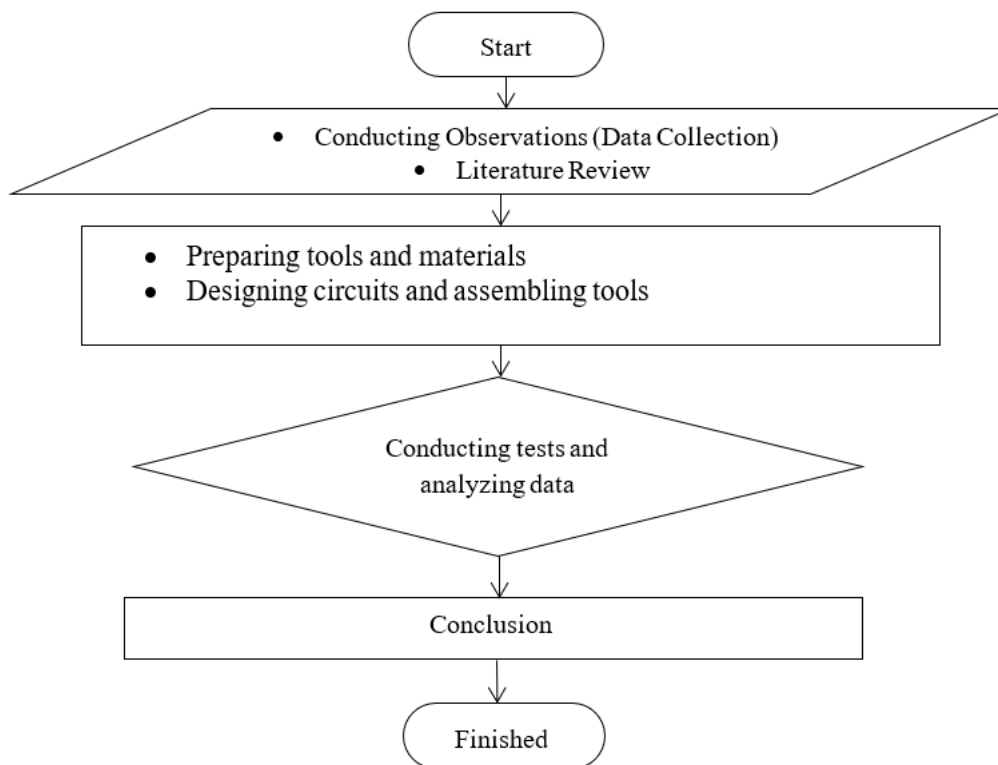 Start
• Conducting Observations (Data Collection)
• Literature Review
• Preparing tools and materials
• Designing circuits and assembling tools
Conducting tests and
analyzing data
Conclusion
Finished